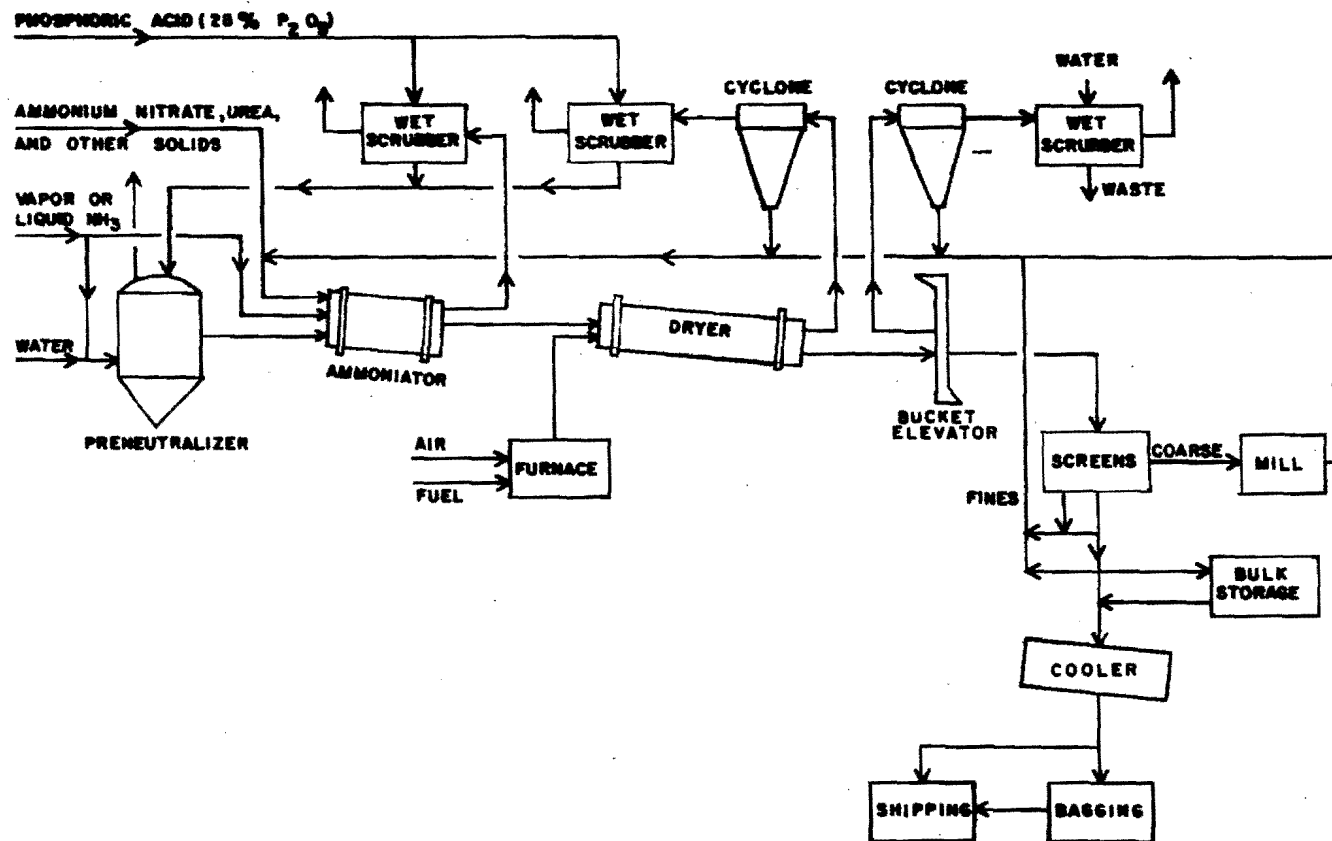 PHOSPHORIC ACID (28% P2O5)
AMMONIUM NITRATE, UREA,
AND OTHER SOLIDS
VAPOR OR
LIQUID NH3
WATER
WET
SCRUBBER
WET
SCRUBBER
CYCLONE
CYCLONE
WATER
WET
SCRUBBER
WASTE
PRENEUTRALIZER
AMMONIATOR
DRYER
BUCKET
ELEVATOR
AIR
FUEL
FURNACE
SCREENS
COARSE
MILL
FINES
BULK
STORAGE
COOLER
SHIPPING
BAGGING